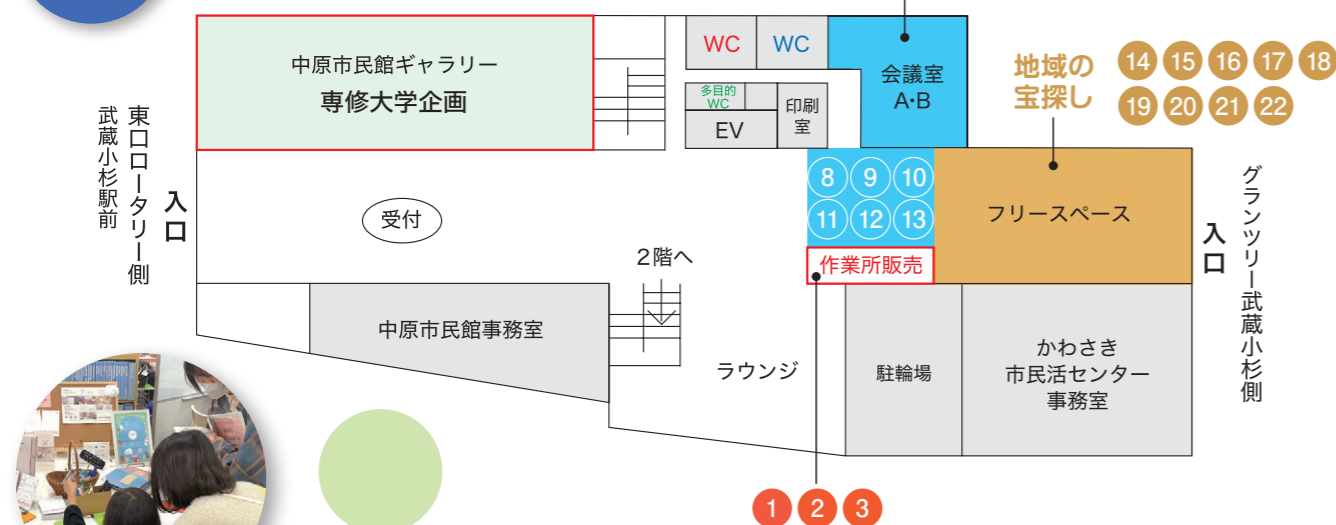 中原市民館ギャラリー
専修大学企画
WC
WC
会議室
A・B
地域の
宝探し
14 15 16 17 18
19 20 21 22
多目的
WC
EV
印刷
室
東口ロータリー側
武蔵小杉駅前
入口
受付
8 9 10
11 12 13
フリースペース
入口
グランツリー武蔵小杉側
作業所販売
2階へ
中原市民館事務室
ラウンジ
駐輪場
かわさき
市民活センター
事務室
1 2 3